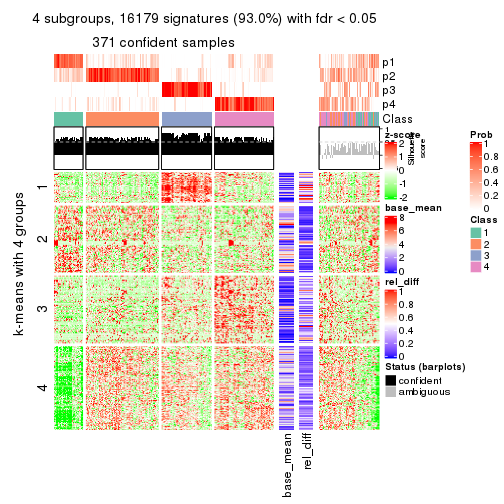 4 subgroups, 16179 signatures (93.0%) with fdr < 0.05
371 confident samples
p1
p2
p3
p4
Class
1
Silhouette
score
z-score
2
1
0
-1
-2
base_mean
8
6
4
2
0
rel_diff
1
0.8
0.6
0.4
0.2
0
Status (barplots)
confident
ambiguous
Prob
1
0.8
0.6
0.4
0.2
0
Class
1
2
3
4
k-means with 4 groups
1
2
3
4
base_mean
rel_diff